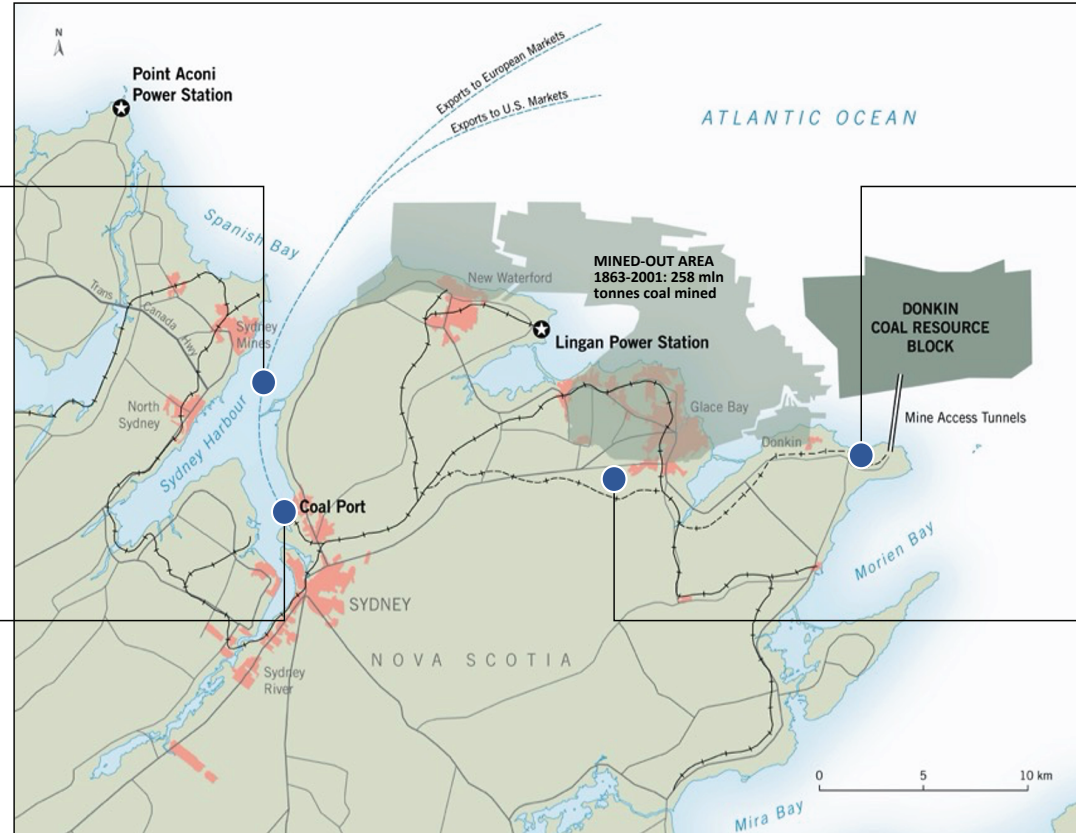 N
Point Aconi
Power Station
Exports to European Markets
Exports to U.S. Markets
ATLANTIC OCEAN
Spanish Bay
New Waterford
MINED-OUT AREA
1863-2001: 258 mln
tonnes coal mined
DONKIN
COAL RESOURCE
BLOCK
Trans
Canada
Hwy
Sydney
Mines
Lingan Power Station
North
Sydney
Sydney Harbour
Glace Bay
Mine Access Tunnels
Donkin
Coal Port
Morien Bay
SYDNEY
NOVA SCOTIA
Sydney
River
0 5 10 km
Mira Bay